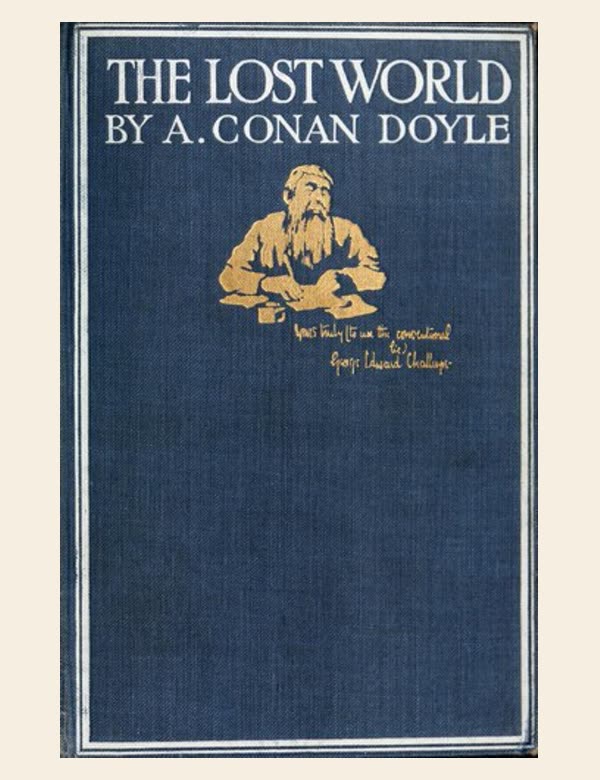 THE LOST WORLD
BY A. CONAN DOYLE
Yours truly (to use the conventional
lie)
George Edward Challenger